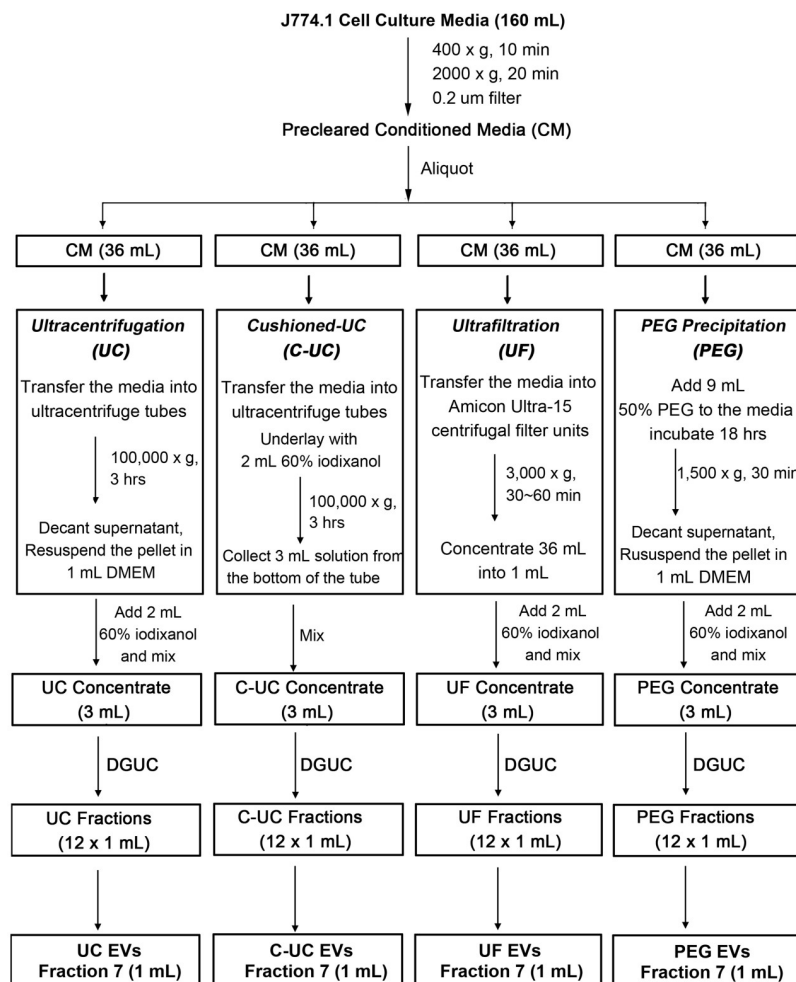 J774.1 Cell Culture Media (160 mL)
400 x g, 10 min
2000 x g, 20 min
0.2 um filter
Precleared Conditioned Media (CM)
Aliquot
CM (36 mL)
CM (36 mL)
CM (36 mL)
CM (36 mL)
Ultracentrifugation
(UC)
Transfer the media into
ultracentrifuge tubes
100,000 x g,
3 hrs
Decant supernatant,
Resuspend the pellet in
1 mL DMEM
Cushioned-UC
(C-UC)
Transfer the media into
ultracentrifuge tubes
Underlay with
2 mL 60% iodixanol
100,000 x g,
3 hrs
Collect 3 mL solution from
the bottom of the tube
Ultrafiltration
(UF)
Transfer the media into
Amicon Ultra-15
centrifugal filter units
3,000 x g,
30~60 min
Concentrate 36 mL
into 1 mL
PEG Precipitation
(PEG)
Add 9 mL
50% PEG to the media
incubate 18 hrs
1,500 x g, 30 min
Decant supernatant,
Rususpend the pellet in
1 mL DMEM
Add 2 mL
60% iodixanol
and mix
Mix
Add 2 mL
60% iodixanol
and mix
Add 2 mL
60% iodixanol
and mix
UC Concentrate
(3 mL)
C-UC Concentrate
(3 mL)
UF Concentrate
(3 mL)
PEG Concentrate
(3 mL)
DGUC
DGUC
DGUC
DGUC
UC Fractions
(12 x 1 mL)
C-UC Fractions
(12 x 1 mL)
UF Fractions
(12 x 1 mL)
PEG Fractions
(12 x 1 mL)
UC EVs
Fraction 7 (1 mL)
C-UC EVs
Fraction 7 (1 mL)
UF EVs
Fraction 7 (1 mL)
PEG EVs
Fraction 7 (1 mL)